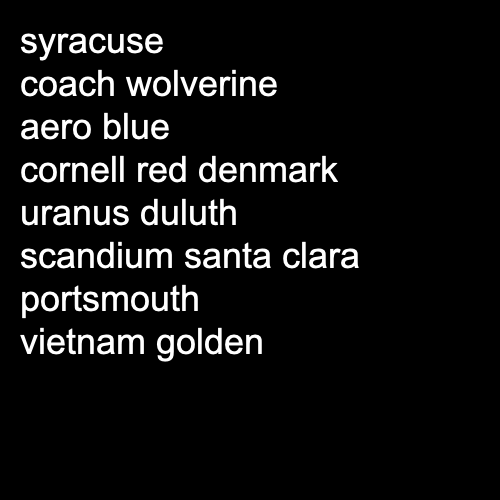 syracuse
coach wolverine
aero blue
cornell red denmark
uranus duluth
scandium santa clara
portsmouth
vietnam golden